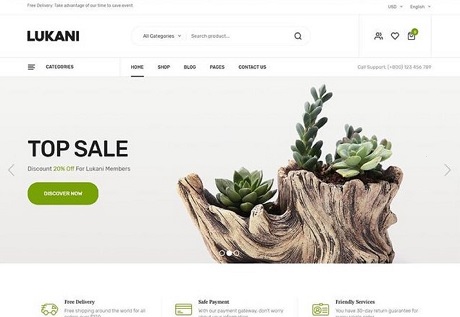 Free Delivery: Take advantage of our time to save event
USD
English
LUKANI
All Categories
Search product...
0
CATEGORIES
HOME
SHOP
BLOG
PAGES
CONTACT US
Call Support: (+800) 123 456 789
TOP SALE
Discount 20% Off For Lukani Members
DISCOVER NOW
Free Delivery
Free shipping around the world for all
Safe Payment
With our payment gateway, don't worry
Friendly Services
You have 30-day return guarantee for